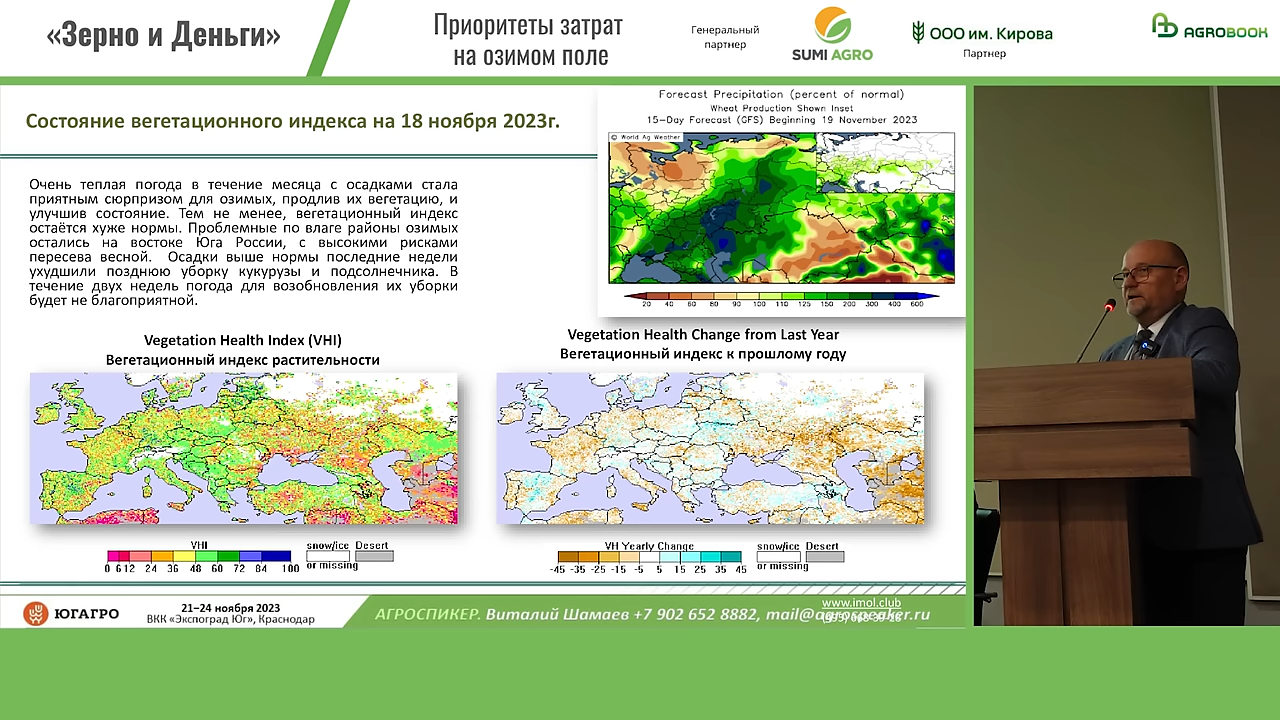 «Зерно и Деньги»
Приоритеты затрат
на озимом поле
Генеральный
партнер
SUMI AGRO
ООО им. Кирова
Партнер
AGROBOOK
Состояние вегетационного индекса на 18 ноября 2023г.
Очень теплая погода в течение месяца с осадками стала
приятным сюрпризом для озимых, продлив их вегетацию, и
улучшив состояние. Тем не менее, вегетационный индекс
остаётся хуже нормы. Проблемные по влаге районы озимых
остались на востоке Юга России, с высокими рисками
пересева весной. Осадки выше нормы последние недели
ухудшили позднюю уборку кукурузы и подсолнечника. В
течение двух недель погода для возобновления их уборки
будет не благоприятной.
Forecast Precipitation (percent of normal)
Wheat Production Shown Inset
15-Day Forecast (GFS) Beginning 19 November 2023
© World Ag Weather
20 40 60 80 90 100 110 125 150 200 300 400 600
Vegetation Health Index (VHI)
Вегетационный индекс растительности
Vegetation Health Change from Last Year
Вегетационный индекс к прошлому году
VHI
0 6 12 24 36 48 60 72 84 100
snow/ice Desert
or missing
VH Yearly Change
-45 -35 -25 -15 -5 5 15 25 35 45
snow/ice Desert
or missing
ЮГАГРО
21–24 ноября 2023
ВКК «Экспоград Юг», Краснодар
АГРОСПИКЕР. Виталий Шамаев +7 902 652 8882, mail@agrospeaker.ru
www.imol.club